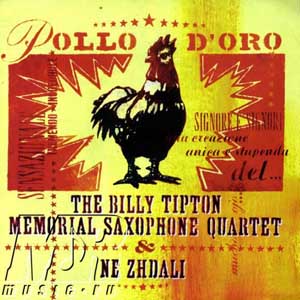 POLLO D'ORO
SIGNORE E SIGNORI
una creazione
unica e stupenda
del...
THE BILLY TIPTON
MEMORIAL SAXOPHONE QUARTET
&
NE ZHDALI
music.ru